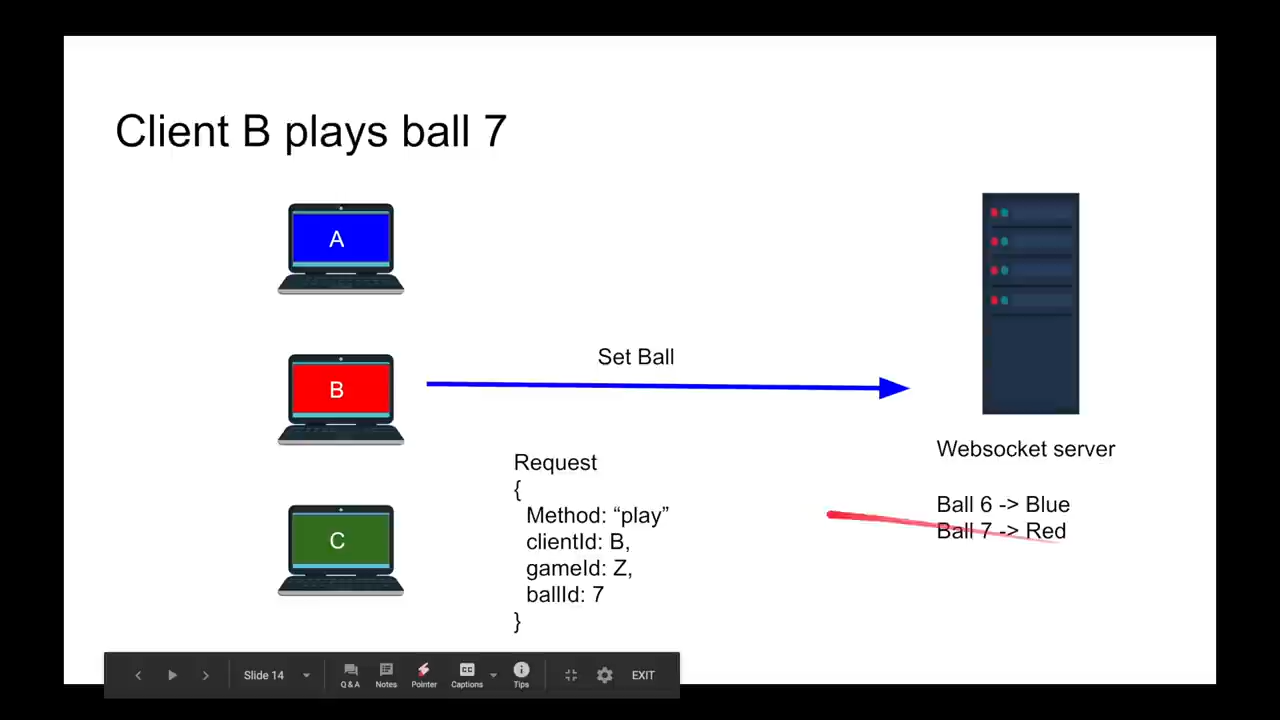 Client B plays ball 7
A
B
Set Ball
C
Request
{
Method: “play”
clientId: B,
gameId: Z,
ballId: 7
}
Websocket server
Ball 6 -> Blue
Ball 7 -> Red
Slide 14
Q & A
Notes
Pointer
CC
Captions
Tips
EXIT